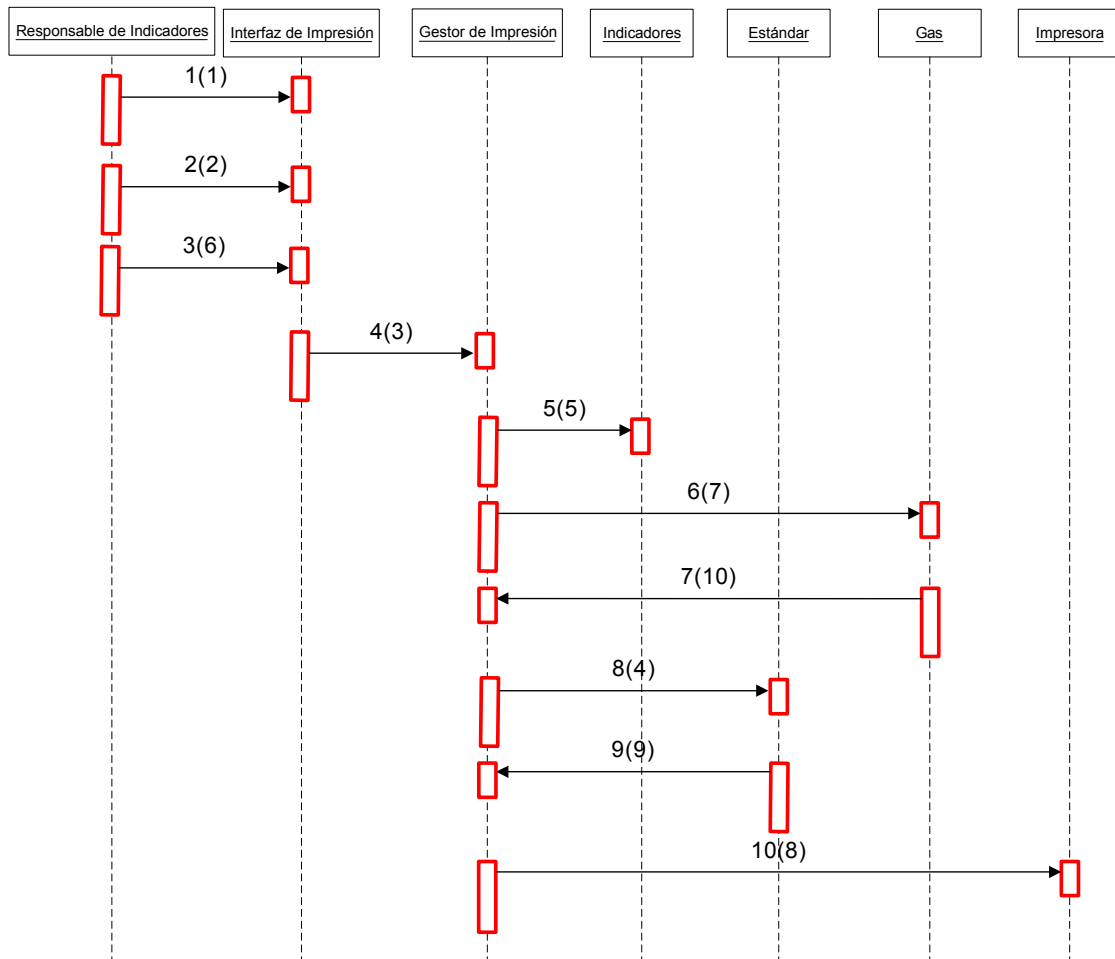 Responsable de Indicadores
Interfaz de Impresión
Gestor de Impresión
Indicadores
Estándar
Gas
Impresora
1(1)
2(2)
3(6)
4(3)
5(5)
6(7)
7(10)
8(4)
9(9)
10(8)